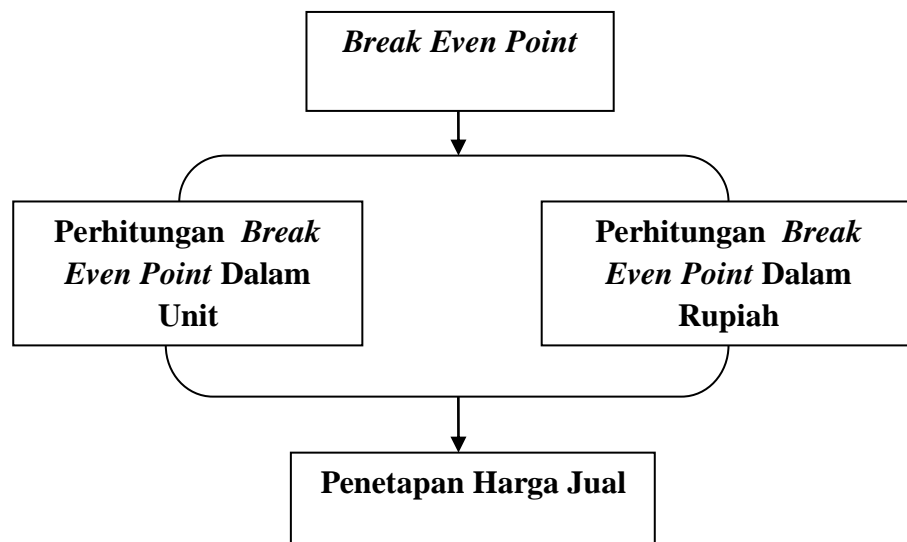 Break Even Point
Perhitungan Break
Even Point Dalam
Unit
Perhitungan Break
Even Point Dalam
Rupiah
Penetapan Harga Jual